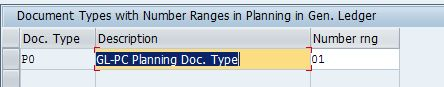 Document Types with Number Ranges in Planning in Gen. Ledger
Doc. Type Description Number rng
P0 GL-PC Planning Doc. Type 01